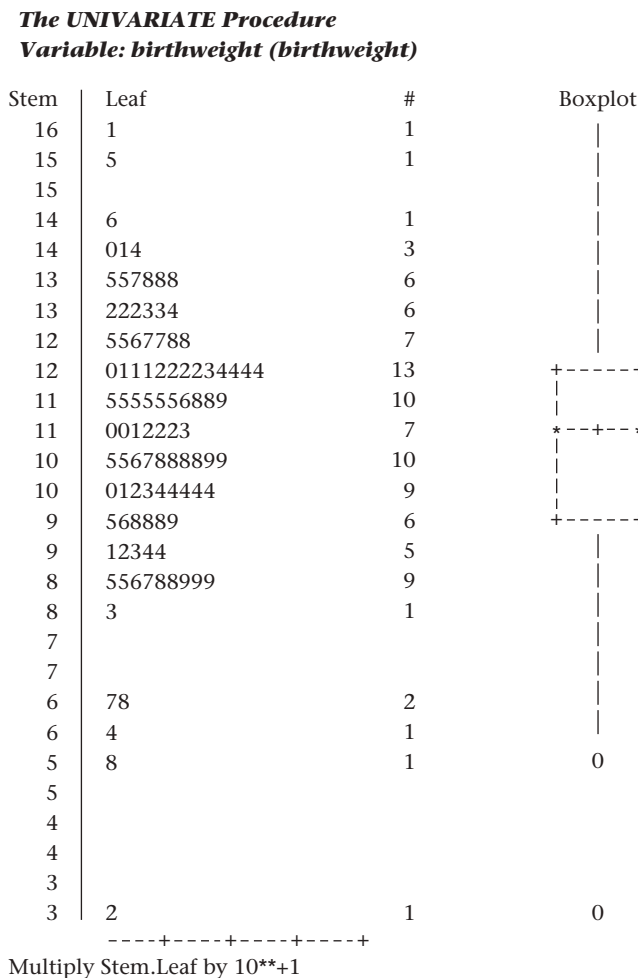 The UNIVARIATE Procedure
Variable: birthweight (birthweight)
Stem Leaf # Boxplot
16 1 1
15 5 1
15
14 6 1
14 014 3
13 557888 6
13 222334 6
12 5567788 7
12 0111222234444 13
11 5555556889 10
11 0012223 7
10 5567888899 10
10 012344444 9
9 568889 6
9 12344 5
8 556788999 9
8 3 1
7
7
6 78 2
6 4 1
5 8 1 0
5
4
4
3
3 2 1 0
----+----+----+----+
Multiply Stem.Leaf by 10**+1